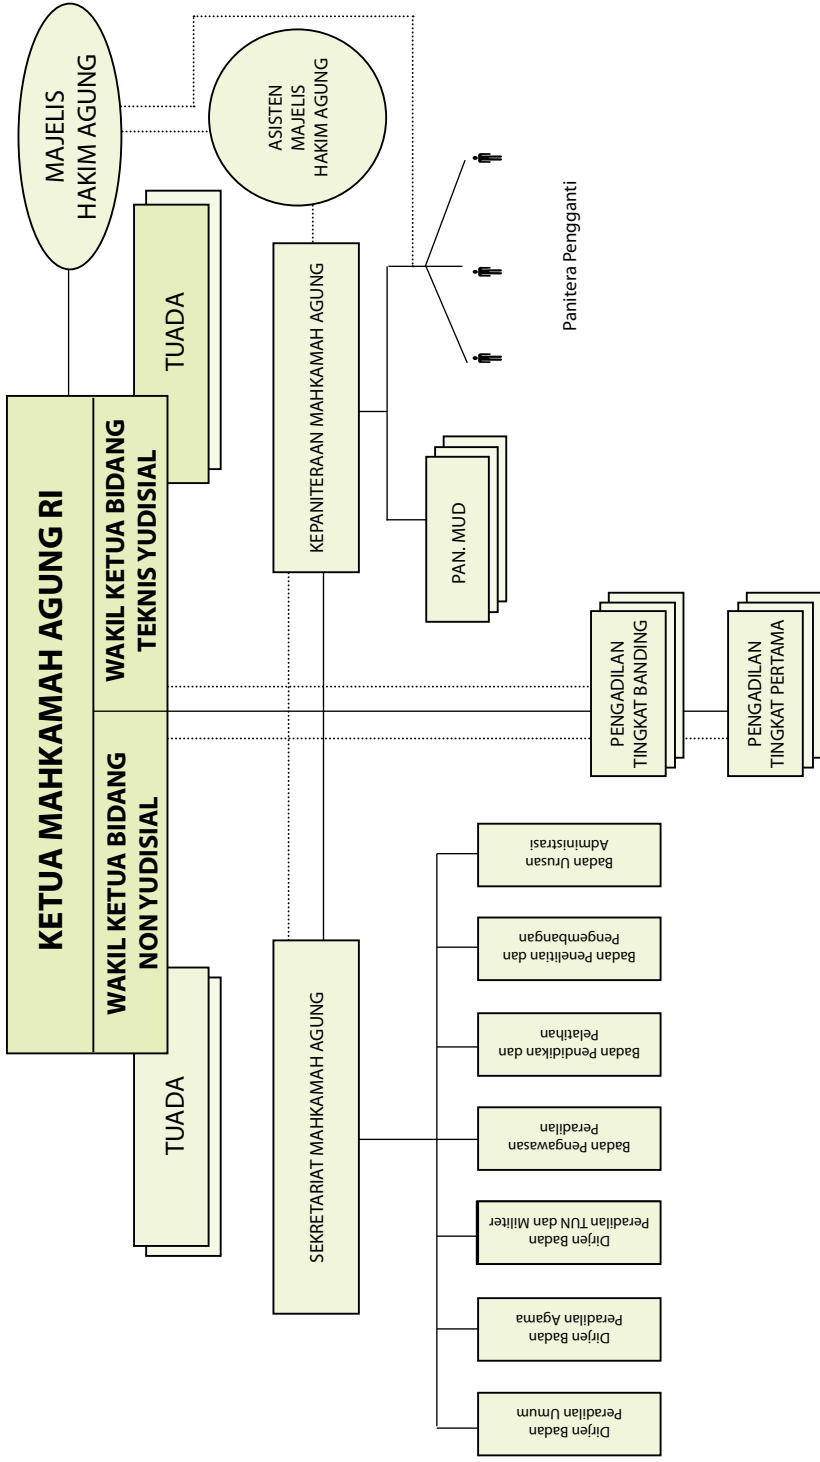 KETUA MAHKAMAH AGUNG RI
WAKIL KETUA BIDANG
NON YUDISIAL
WAKIL KETUA BIDANG
TEKNIS YUDISIAL
MAJELIS
HAKIM AGUNG
TUADA
TUADA
ASISTEN
MAJELIS
HAKIM AGUNG
SEKRETARIAT MAHKAMAH AGUNG
KEPANITERAAN MAHKAMAH AGUNG
PAN. MUD
Panitera Pengganti
Dirjen Badan
Peradilan Umum
Dirjen Badan
Peradilan Agama
Dirjen Badan
Peradilan TUN dan Militer
Badan Pengawasan
Peradilan
Badan Pendidikan dan
Pelatihan
Badan Penelitian dan
Pengembangan
Badan Urusan
Administrasi
PENGADILAN
TINGKAT BANDING
PENGADILAN
TINGKAT PERTAMA